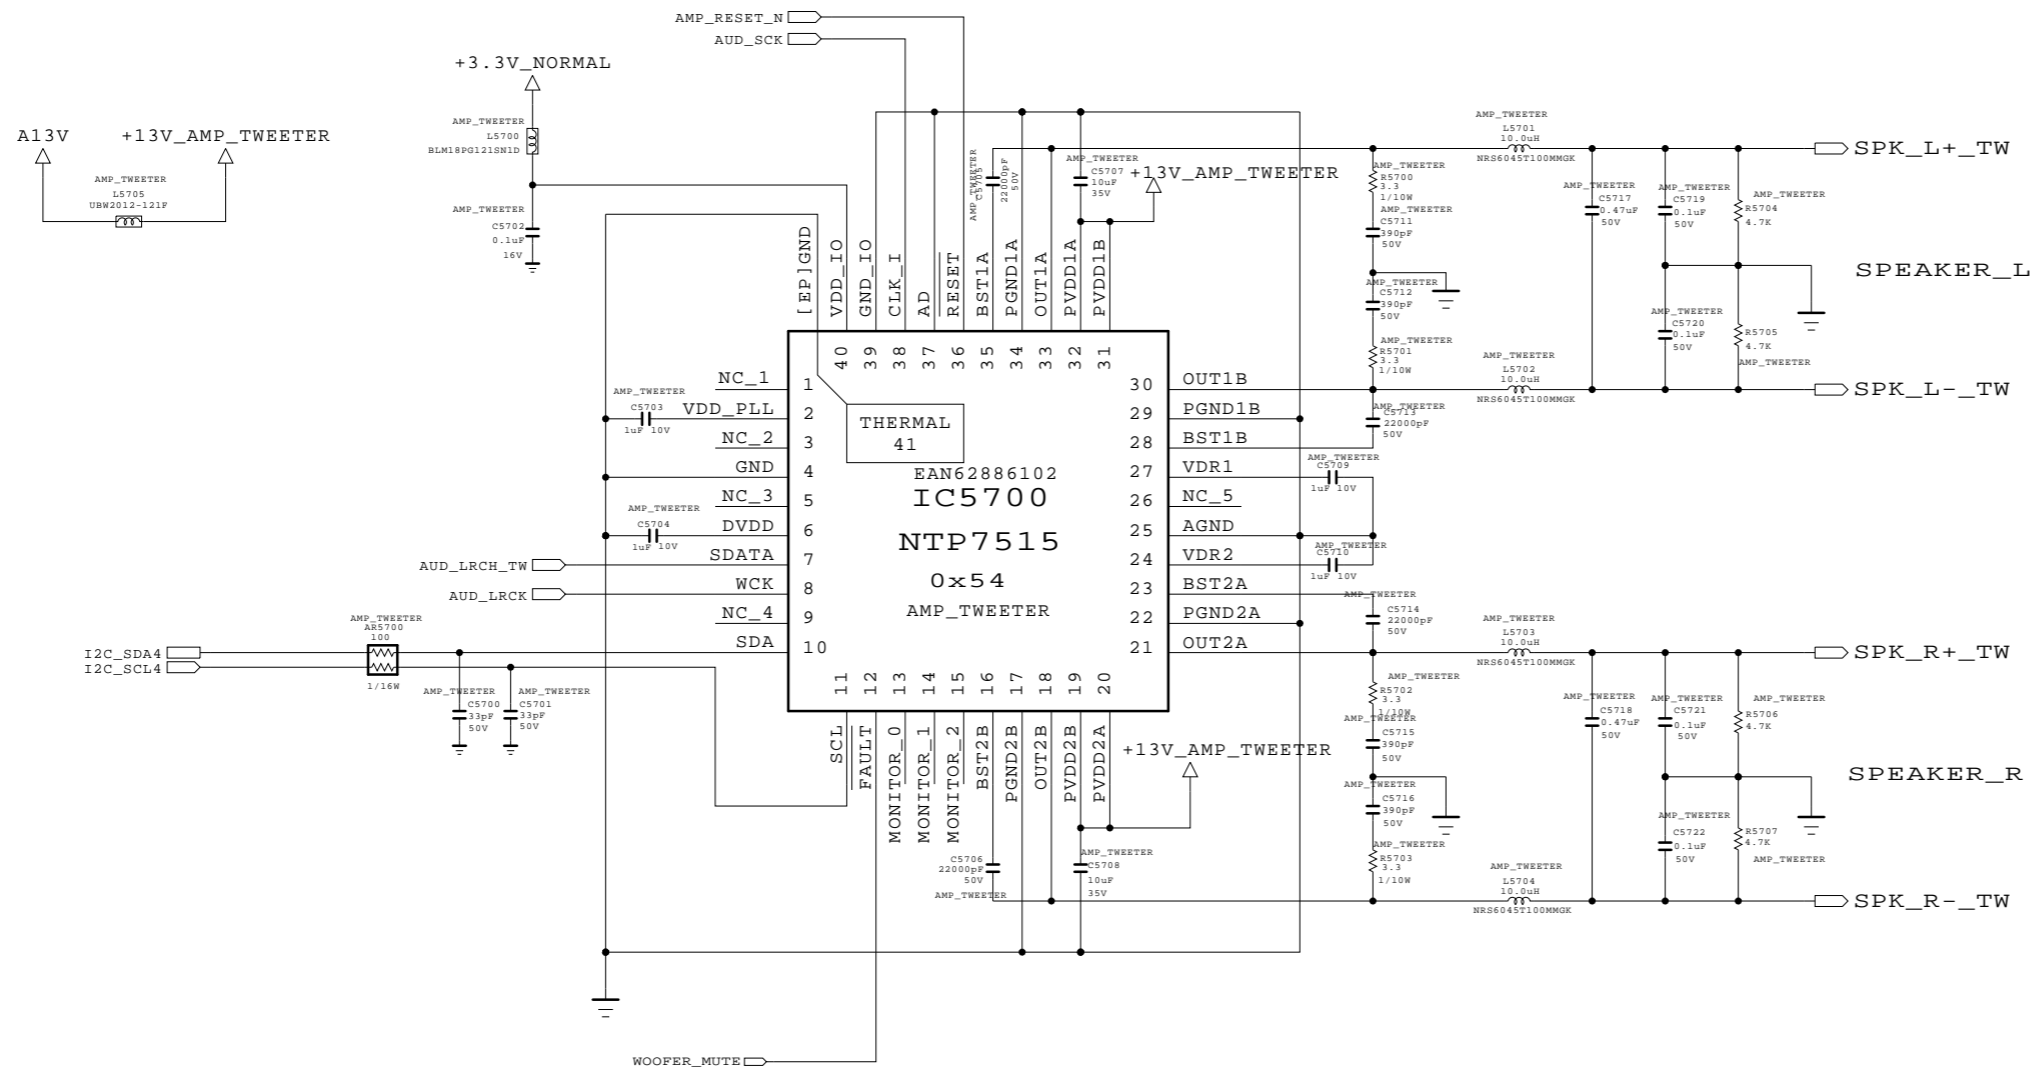 AMP_RESET_N
AUD_SCK
+3.3V_NORMAL
AMP_TWEETER
L5700
BLM18PG121SN1D
A13V
+13V_AMP_TWEETER
AMP_TWEETER
L5705
UBW2012-121F
AMP_TWEETER
C5702
0.1uF
16V
[EP]GND
VDD_IO
GND_IO
CLK_I
AD
RESET
BST1A
PGND1A
OUT1A
PVDD1A
PVDD1B
AMP_TWEETER
C5705
22000pF
50V
AMP_TWEETER
C5707
10uF
35V
+13V_AMP_TWEETER
40
39
38
37
36
35
34
33
32
31
NC_1
1
VDD_PLL
2
NC_2
3
GND
4
NC_3
5
DVDD
6
SDATA
7
WCK
8
NC_4
9
SDA
10
AMP_TWEETER
C5703
1uF 10V
AMP_TWEETER
C5704
1uF 10V
AUD_LRCH_TW
AUD_LRCK
AMP_TWEETER
AR5700
100
1/16W
I2C_SDA4
I2C_SCL4
AMP_TWEETER
C5700
33pF
50V
AMP_TWEETER
C5701
33pF
50V
THERMAL
41
EAN62886102
IC5700
NTP7515
0x54
AMP_TWEETER
30
OUT1B
29
PGND1B
28
BST1B
27
VDR1
26
NC_5
25
AGND
24
VDR2
23
BST2A
22
PGND2A
21
OUT2A
11
12
13
14
15
16
17
18
19
20
SCL
FAULT
MONITOR_0
MONITOR_1
MONITOR_2
BST2B
PGND2B
OUT2B
PVDD2B
PVDD2A
+13V_AMP_TWEETER
C5706
22000pF
50V
AMP_TWEETER
AMP_TWEETER
C5708
10uF
35V
WOOFER_MUTE
AMP_TWEETER
R5700
3.3
1/10W
AMP_TWEETER
C5711
390pF
50V
AMP_TWEETER
C5712
390pF
50V
AMP_TWEETER
R5701
3.3
1/10W
AMP_TWEETER
C5713
22000pF
50V
AMP_TWEETER
C5709
1uF 10V
AMP_TWEETER
C5710
1uF 10V
AMP_TWEETER
C5714
22000pF
50V
AMP_TWEETER
R5702
3.3
1/10W
AMP_TWEETER
C5715
390pF
50V
AMP_TWEETER
C5716
390pF
50V
AMP_TWEETER
R5703
3.3
1/10W
AMP_TWEETER
L5701
10.0uH
NRS6045T100MMGK
AMP_TWEETER
L5702
10.0uH
NRS6045T100MMGK
L5703
10.0uH
AMP_TWEETER
NRS6045T100MMGK
AMP_TWEETER
L5704
10.0uH
NRS6045T100MMGK
AMP_TWEETER
C5717
0.47uF
50V
AMP_TWEETER
C5719
0.1uF
50V
AMP_TWEETER
R5704
4.7K
AMP_TWEETER
C5720
0.1uF
50V
R5705
4.7K
AMP_TWEETER
AMP_TWEETER
C5718
0.47uF
50V
AMP_TWEETER
C5721
0.1uF
50V
AMP_TWEETER
R5706
4.7K
AMP_TWEETER
C5722
0.1uF
50V
R5707
4.7K
AMP_TWEETER
SPK_L+_TW
SPEAKER_L
SPK_L-_TW
SPK_R+_TW
SPEAKER_R
SPK_R-_TW